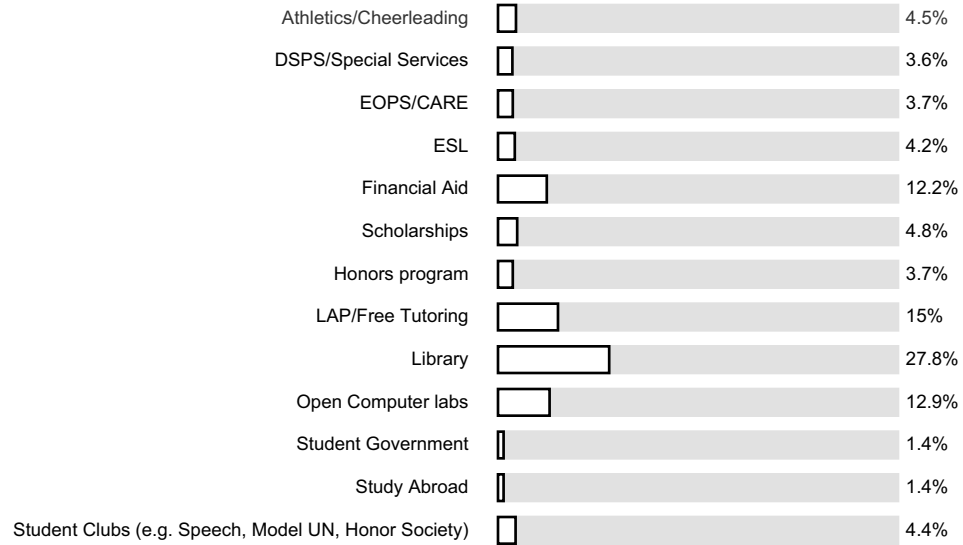 Athletics/Cheerleading 4.5%
DSPS/Special Services 3.6%
EOPS/CARE 3.7%
ESL 4.2%
Financial Aid 12.2%
Scholarships 4.8%
Honors program 3.7%
LAP/Free Tutoring 15%
Library 27.8%
Open Computer labs 12.9%
Student Government 1.4%
Study Abroad 1.4%
Student Clubs (e.g. Speech, Model UN, Honor Society) 4.4%